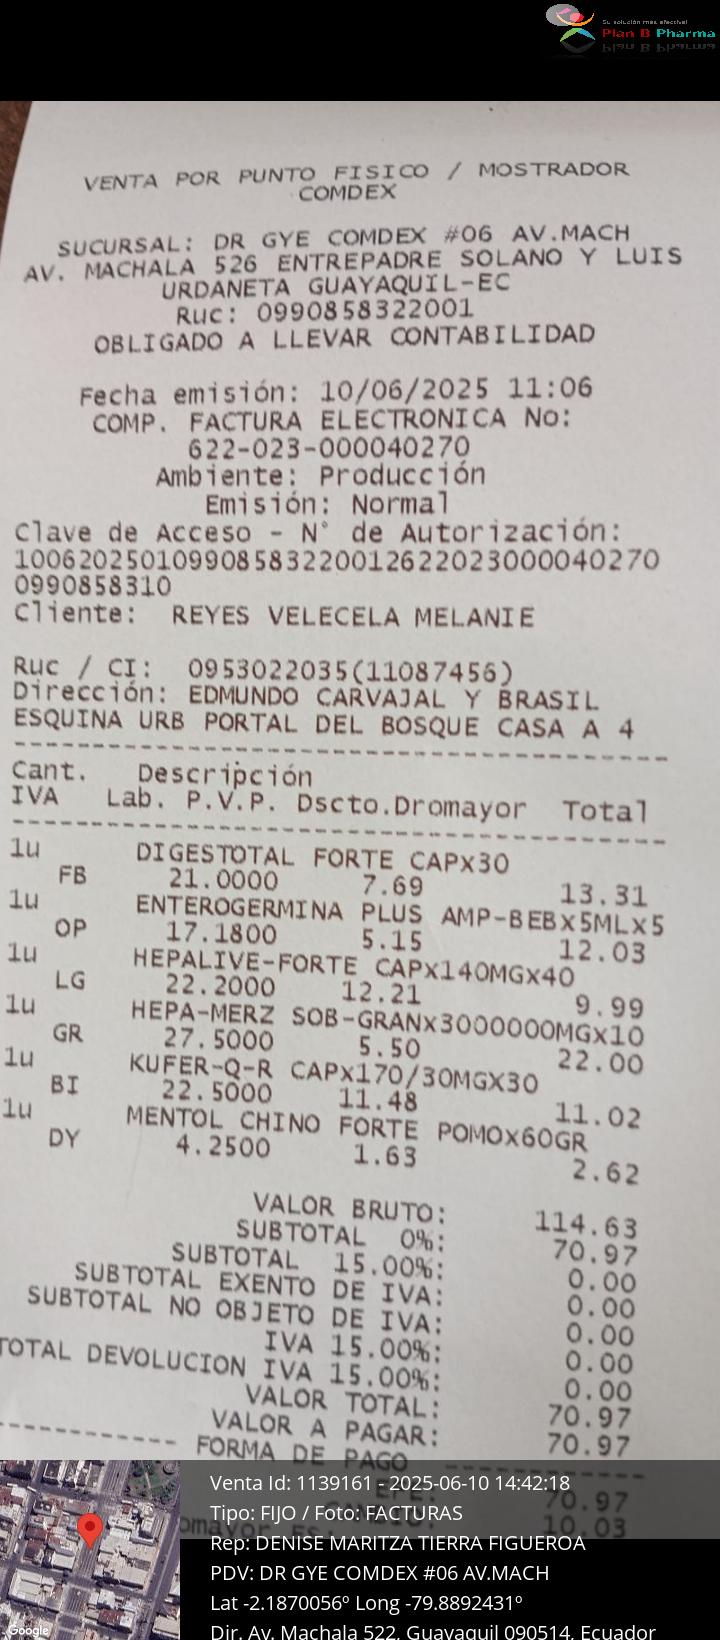 Su solución más efectiva!
Plan B Pharma
VENTA POR PUNTO FISICO / MOSTRADOR
COMDEX
SUCURSAL: DR GYE COMDEX #06 AV.MACH
AV. MACHALA 526 ENTREPADRE SOLANO Y LUIS
URDANETA GUAYAQUIL-EC
Ruc: 0990858322001
OBLIGADO A LLEVAR CONTABILIDAD
Fecha emisión: 10/06/2025 11:06
COMP. FACTURA ELECTRONICA No:
622-023-000040270
Ambiente: Producción
Emisión: Normal
Clave de Acceso - N° de Autorización:
100620250109908583220012622023000040270
0990858310
Cliente: REYES VELECELA MELANIE
Ruc / CI: 0953022035(11087456)
Dirección: EDMUNDO CARVAJAL Y BRASIL
ESQUINA URB PORTAL DEL BOSQUE CASA A 4
Cant. Descripción
IVA Lab. P.V.P. Dscto.Dromayor Total
1u DIGESTOTAL FORTE CAPx30
FB 21.0000 7.69 13.31
1u ENTEROGERMINA PLUS AMP-BEBx5MLx5
OP 17.1800 5.15 12.03
1u HEPALIVE-FORTE CAPx140MGx40
LG 22.2000 12.21 9.99
1u HEPA-MERZ SOB-GRANx3000000MGx10
GR 27.5000 5.50 22.00
1u KUFER-Q-R CAPx170/30MGX30
BI 22.5000 11.48 11.02
1u MENTOL CHINO FORTE POMOx60GR
DY 4.2500 1.63 2.62
VALOR BRUTO: 114.63
SUBTOTAL 0%: 70.97
SUBTOTAL 15.00%: 0.00
SUBTOTAL EXENTO DE IVA: 0.00
SUBTOTAL NO OBJETO DE IVA: 0.00
IVA 15.00%: 0.00
TOTAL DEVOLUCION IVA 15.00%: 0.00
VALOR TOTAL: 70.97
VALOR A PAGAR: 70.97
FORMA DE PAGO
EFE: 70.97
10.03
Venta Id: 1139161 - 2025-06-10 14:42:18
Tipo: FIJO / Foto: FACTURAS
Rep: DENISE MARITZA TIERRA FIGUEROA
PDV: DR GYE COMDEX #06 AV.MACH
Lat -2.1870056º Long -79.8892431º
Dir. Av. Machala 522, Guayaquil 090514, Ecuador
Google